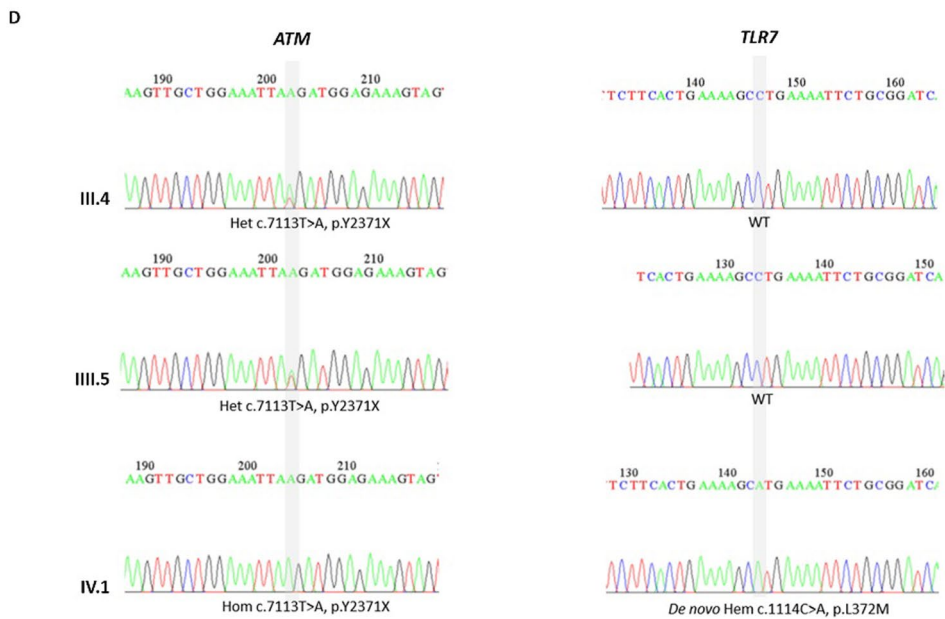 D
ATM
TLR7
190 200 210
AAGTTGCTGGAAATTAAGATGGAGAAAGTAG
140 150 160
TCTTCACTGAAAAGCCTGAAAATTCTGCGGATC
III.4
Het c.7113T>A, p.Y2371X
WT
190 200 210
AAGTTGCTGGAAATTAAGATGGAGAAAGTAG
130 140 150
TCACTGAAAAGCCTGAAAATTCTGCGGATCA
IIII.5
Het c.7113T>A, p.Y2371X
WT
190 200 210
AAGTTGCTGGAAATTAAGATGGAGAAAGTAG
130 140 150 160
TCTTCACTGAAAAGCATGAAAATTCTGCGGATCA
IV.1
Hom c.7113T>A, p.Y2371X
De novo Hem c.1114C>A, p.L372M